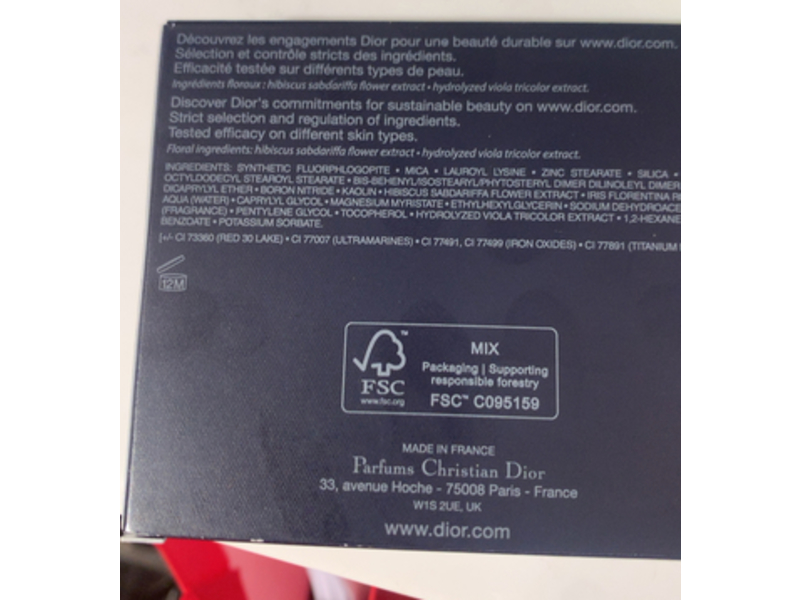 Découvrez les engagements Dior pour une beauté durable sur www.dior.com.
Sélection et contrôle stricts des ingrédients.
Efficacité testée sur différents types de peau.
Ingrédients floraux : hibiscus sabdariffa flower extract • hydrolyzed viola tricolor extract.
Discover Dior's commitments for sustainable beauty on www.dior.com.
Strict selection and regulation of ingredients.
Tested efficacy on different skin types.
Floral ingredients: hibiscus sabdariffa flower extract • hydrolyzed viola tricolor extract.
INGREDIENTS: SYNTHETIC FLUORPHLOGOPITE • MICA • LAUROYL LYSINE • ZINC STEARATE • SILICA •
OCTYLDODECYL STEAROYL STEARATE • BIS-BEHENYL/ISOSTEARYL/PHYTOSTERYL DIMER DILINOLEYL DIMER
DICAPRYLYL ETHER • BORON NITRIDE • KAOLIN • HIBISCUS SABDARIFFA FLOWER EXTRACT • IRIS FLORENTINA
AQUA (WATER) • CAPRYLYL GLYCOL • MAGNESIUM MYRISTATE • ETHYLHEXYLGLYCERIN • SODIUM DEHYDROACE
(FRAGRANCE) • PENTYLENE GLYCOL • TOCOPHEROL • HYDROLYZED VIOLA TRICOLOR EXTRACT • 1,2-HEXANE
BENZOATE • POTASSIUM SORBATE.
[+/- CI 73360 (RED 30 LAKE) • CI 77007 (ULTRAMARINES) • CI 77491, CI 77499 (IRON OXIDES) • CI 77891 (TITANIUM
12M
FSC
www.fsc.org
MIX
Packaging | Supporting
responsible forestry
FSC™ C095159
MADE IN FRANCE
Parfums Christian Dior
33, avenue Hoche - 75008 Paris - France
W1S 2UE, UK
www.dior.com